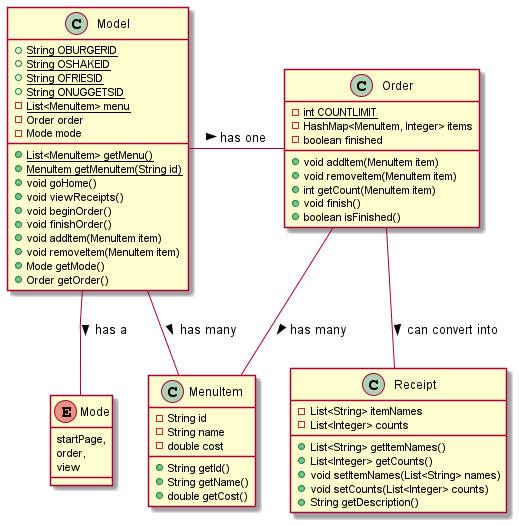 C Model
String OBURGERID
String OSHAKEID
String OFRIESID
String ONUGGETSID
List<MenuItem> menu
Order order
Mode mode
List<MenuItem> getMenu()
MenuItem getMenuItem(String id)
void goHome()
void viewReceipts()
void beginOrder()
void finishOrder()
void addItem(MenuItem item)
void removeItem(MenuItem item)
Mode getMode()
Order getOrder()
has one
C Order
int COUNTLIMIT
HashMap<MenuItem, Integer> items
boolean finished
void addItem(MenuItem item)
void removeItem(MenuItem item)
int getCount(MenuItem item)
void finish()
boolean isFinished()
has a
has many
has many
can convert into
E Mode
startPage,
order,
view
C MenuItem
String id
String name
double cost
String getId()
String getName()
double getCost()
C Receipt
List<String> itemNames
List<Integer> counts
List<String> getItemNames()
List<Integer> getCounts()
void setItemNames(List<String> names)
void setCounts(List<Integer> counts)
String getDescription()